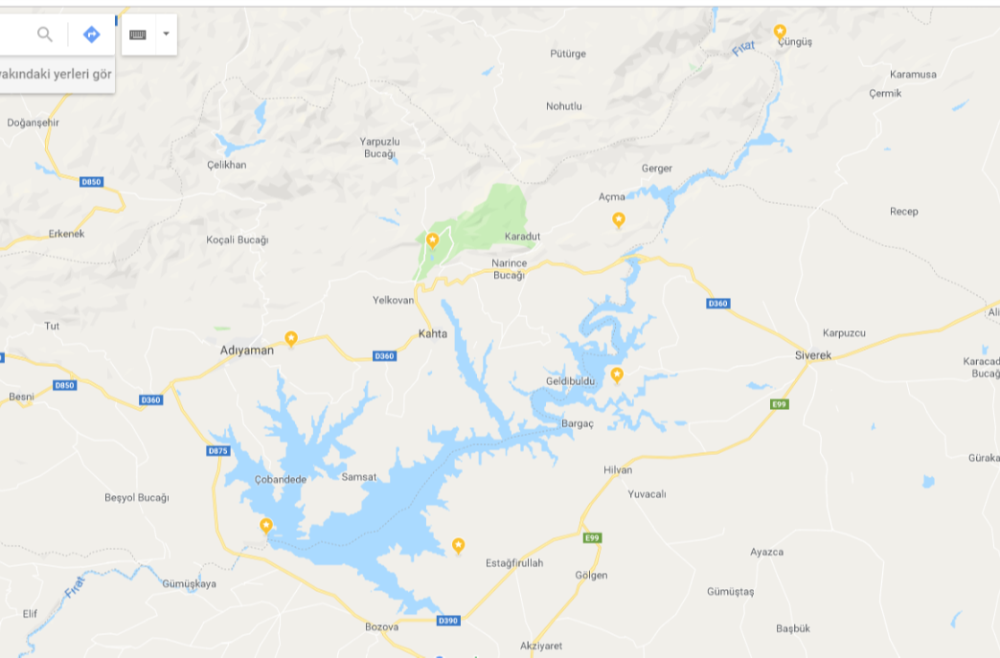 Çüngüş
Fırat
Pütürge
yakındaki yerleri gör
Karamusa
Çermik
Nohutlu
Doğanşehir
Yarpuzlu
Bucağı
Çelikhan
Gerger
D850
Açma
Recep
Erkenek
Koçali Bucağı
Karadut
Narince
Bucağı
Yelkovan
D360
Tut
Kahta
Karpuzcu
Adıyaman
D360
Siverek
Karacad
Bucağ
D850
Geldibuldu
Besni
D360
E99
Bargaç
D875
Hilvan
Çobandede
Samsat
Yuvacalı
Beşyol Bucağı
E99
Ayazca
Estağfirullah
Gölgen
Fırat
Gümüşkaya
Gümüştaş
Elif
D390
Bozova
Başbük
Akziyaret